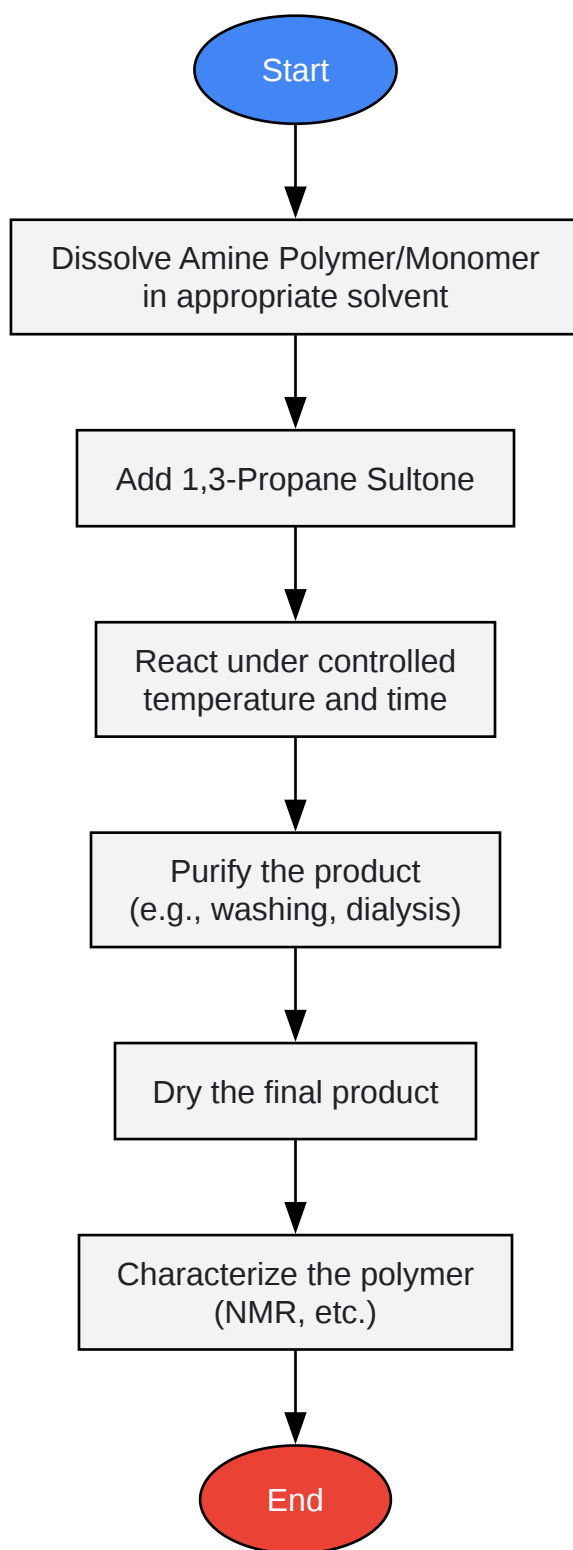 Start
Dissolve Amine Polymer/Monomer
in appropriate solvent
Add 1,3-Propane Sultone
React under controlled
temperature and time
Purify the product
(e.g., washing, dialysis)
Dry the final product
Characterize the polymer
(NMR, etc.)
End